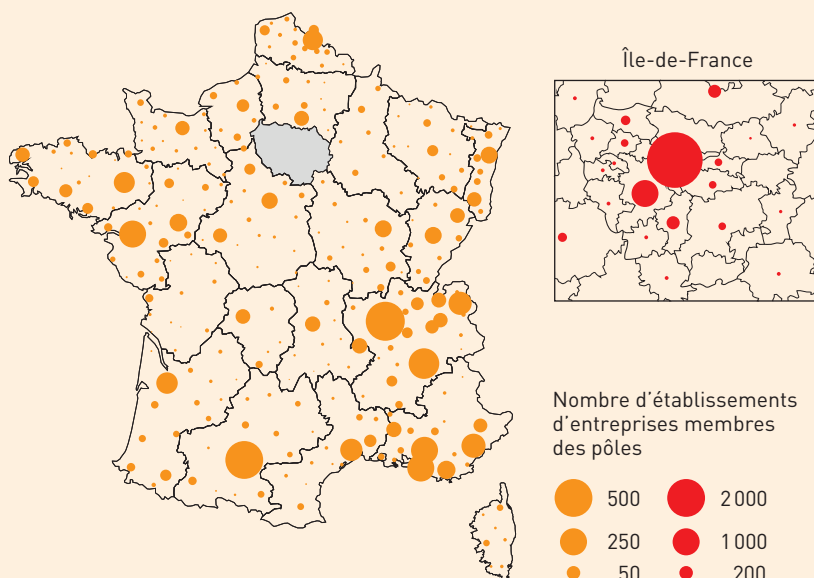 Île-de-France
Nombre d'établissements
d'entreprises membres
des pôles
500 2 000
250 1 000
50 200